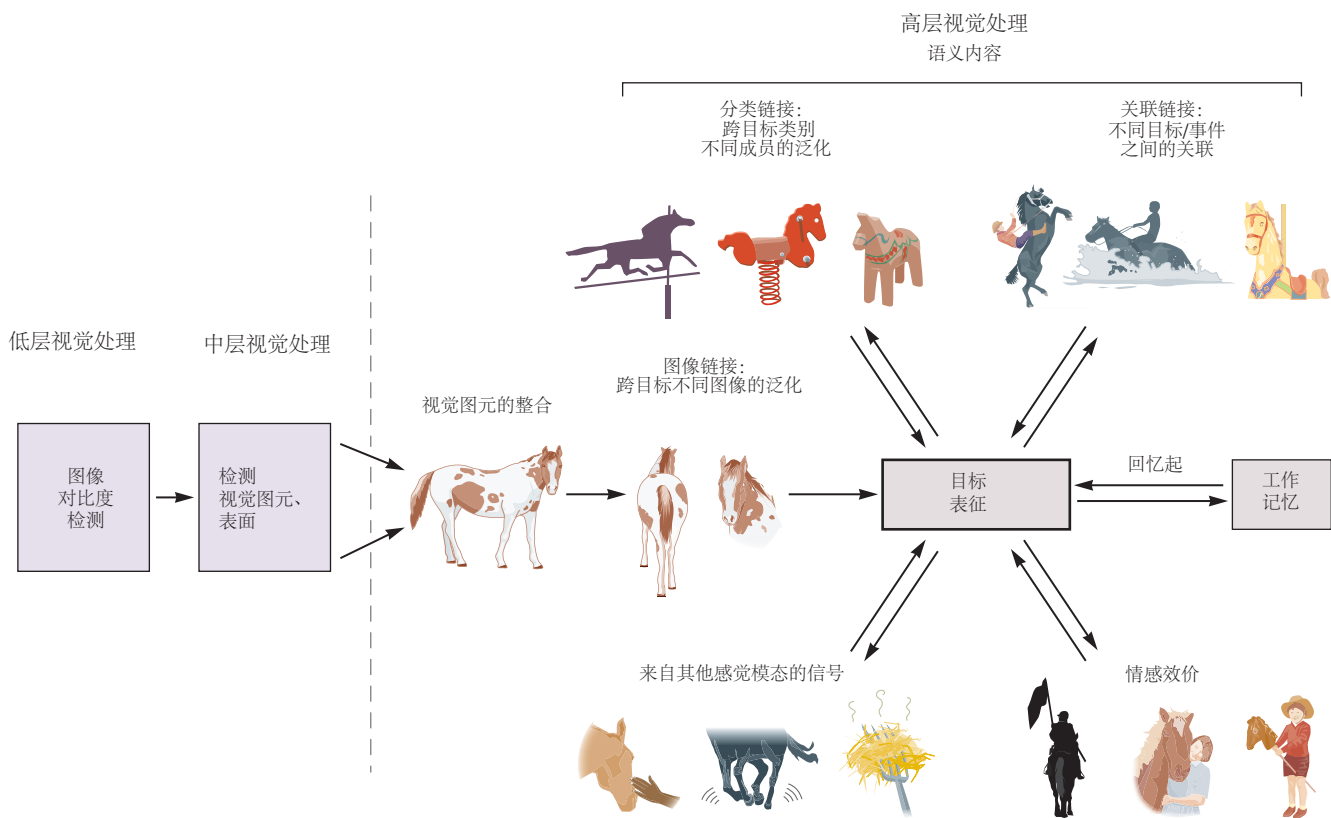 高层视觉处理
语义内容
分类链接：
跨目标类别
不同成员的泛化
关联链接：
不同目标/事件
之间的关联
低层视觉处理
中层视觉处理
图像链接：
跨目标不同图像的泛化
视觉图元的整合
图像
对比度
检测
检测
视觉图元、
表面
目标
表征
回忆起
工作
记忆
来自其他感觉模态的信号
情感效价